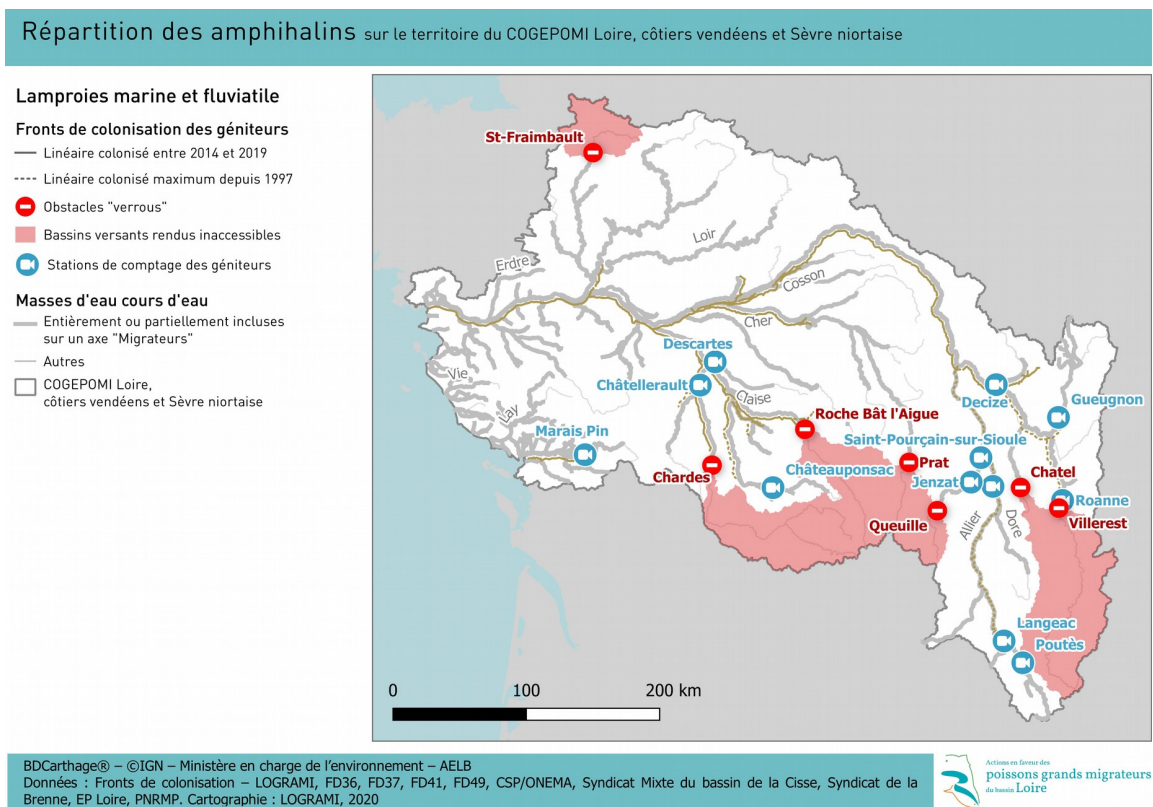 Répartition des amphihalins sur le territoire du COGEPOMI Loire, côtiers vendéens et Sèvre niortaise
Lamproies marine et fluviatile
Fronts de colonisation des géniteurs
Linéaire colonisé entre 2014 et 2019
Linéaire colonisé maximum depuis 1997
Obstacles "verrous"
Bassins versants rendus inaccessibles
Stations de comptage des géniteurs
Masses d'eau cours d'eau
Entièrement ou partiellement incluses
sur un axe "Migrateurs"
Autres
COGEPOMI Loire,
côtiers vendéens et Sèvre niortaise
St-Fraimbault
Loir
Erdre
Cosson
Cher
Descartes
Châtellerault
Vie
Claise
Lay
Decize
Gueugnon
Roche Bât l'Aigue
Marais Pin
Saint-Pourçain-sur-Sioule
Chardes
Châteauponsac
Prat
Jenzat
Chatel
Roanne
Queuille
Allier
Dore
Villerest
Langeac
Poutès
0 100 200 km
BDCarthage® – ©IGN – Ministère en charge de l'environnement – AELB
Données : Fronts de colonisation – LOGRAMI, FD36, FD37, FD41, FD49, CSP/ONEMA, Syndicat Mixte du bassin de la Cisse, Syndicat de la
Brenne, EP Loire, PNRMP. Cartographie : LOGRAMI, 2020
Actions en faveur des
poissons grands migrateurs
du bassin Loire